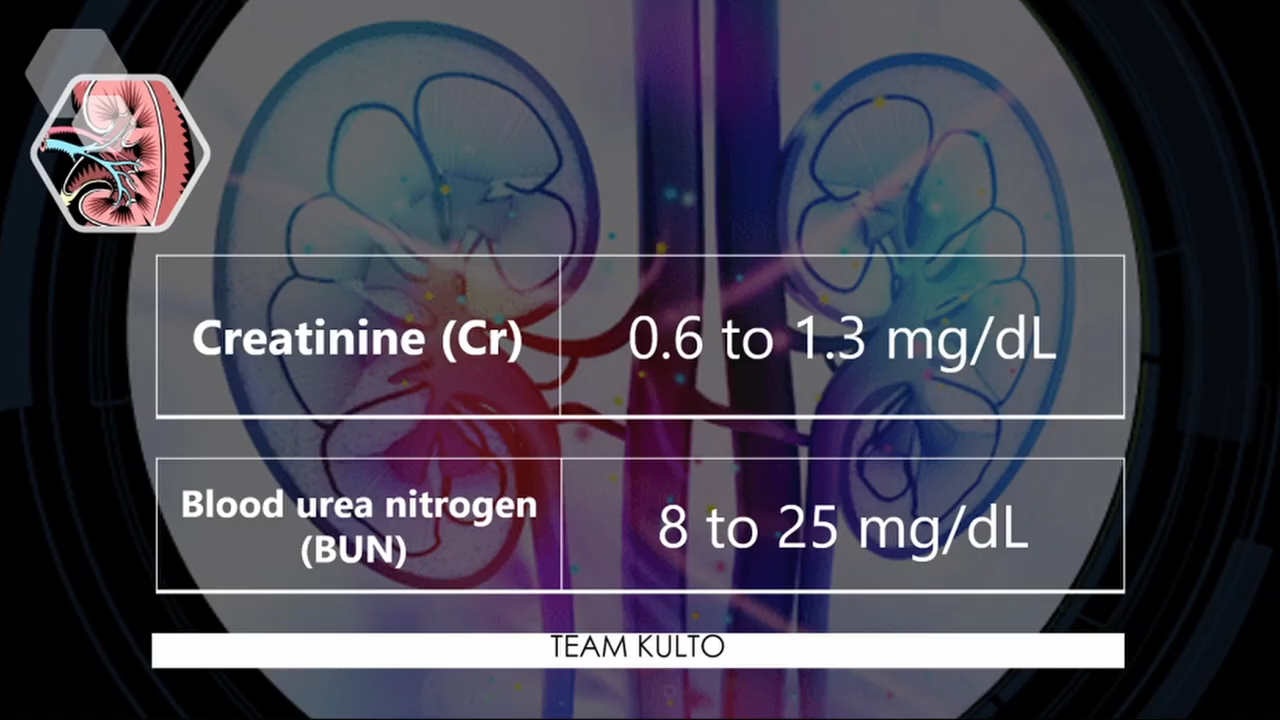 Creatinine (Cr)
0.6 to 1.3 mg/dL
Blood urea nitrogen
(BUN)
8 to 25 mg/dL
TEAM KULTO